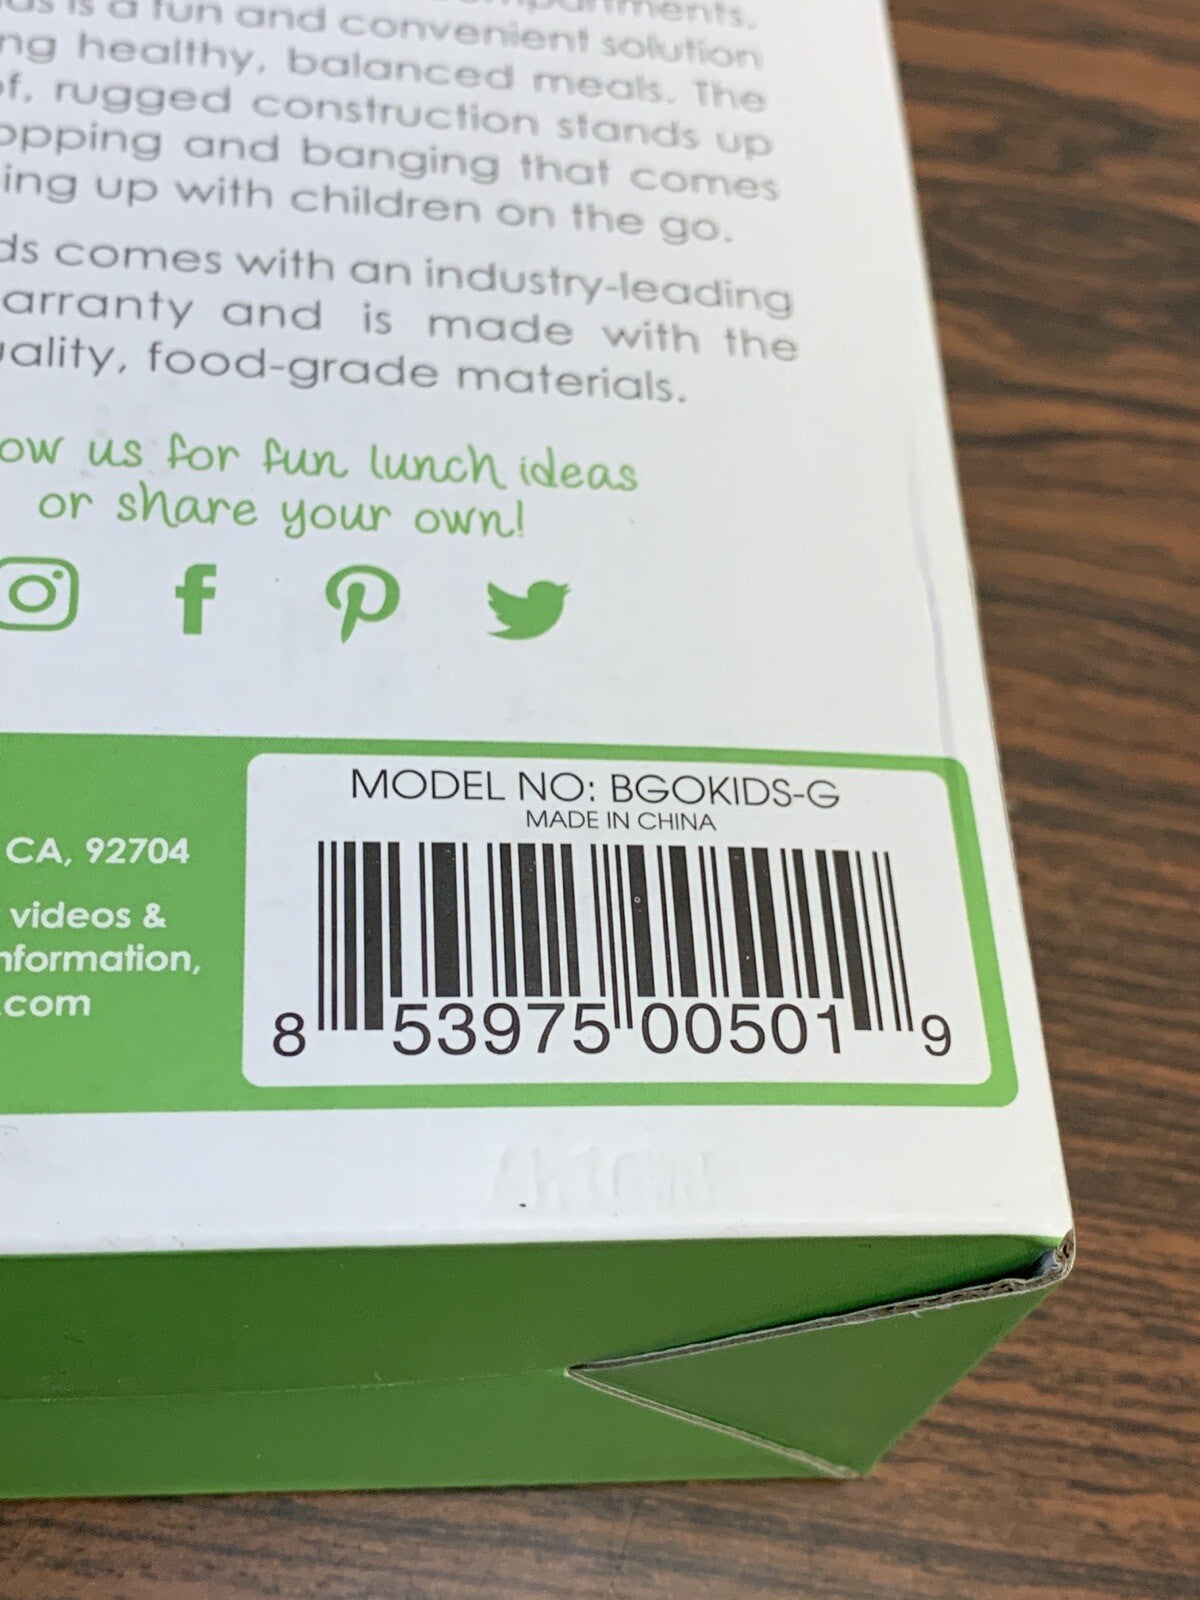 is a fun and convenient solution
ng healthy, balanced meals. The
f, rugged construction stands up
opping and banging that comes
ing up with children on the go.
ds comes with an industry-leading
arranty and is made with the
uality, food-grade materials.
ow us for fun lunch ideas
or share your own!
CA, 92704
videos &
nformation,
.com
MODEL NO: BGOKIDS-G
MADE IN CHINA
8 53975 00501 9